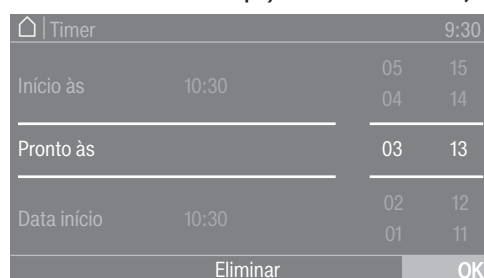 Timer 9:30
05 15
Início às 10:30
04 14
Pronto às 03 13
02 12
Data início 10:30
01 11
Eliminar OK